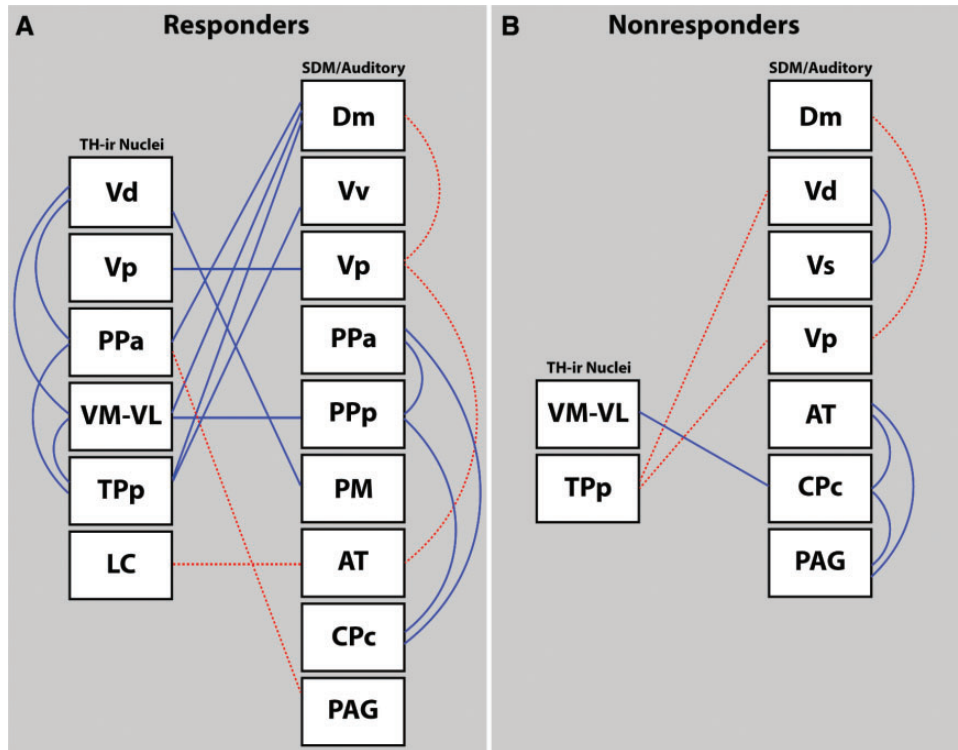 A
Responders
SDM/Auditory
Dm
TH-ir Nuclei
Vd
Vv
Vp
Vp
PPa
PPa
VM-VL
PPp
TPp
PM
LC
AT
CPc
PAG
B
Nonresponders
SDM/Auditory
Dm
Vd
Vs
Vp
TH-ir Nuclei
VM-VL
AT
TPp
CPc
PAG